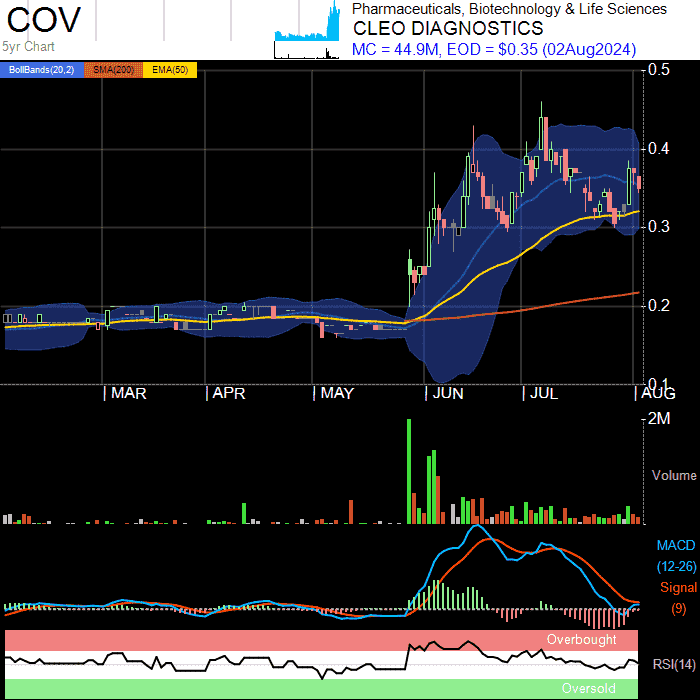 COV
5yr Chart
Pharmaceuticals, Biotechnology & Life Sciences
CLEO DIAGNOSTICS
MC = 44.9M, EOD = $0.35 (02Aug2024)
BollBands(20,2) SMA(200) EMA(50)
0.5
0.4
0.3
0.2
0.1
MAR APR MAY JUN JUL AUG
2M
Volume
MACD
(12-26)
Signal
(9)
Overbought
RSI(14)
Oversold